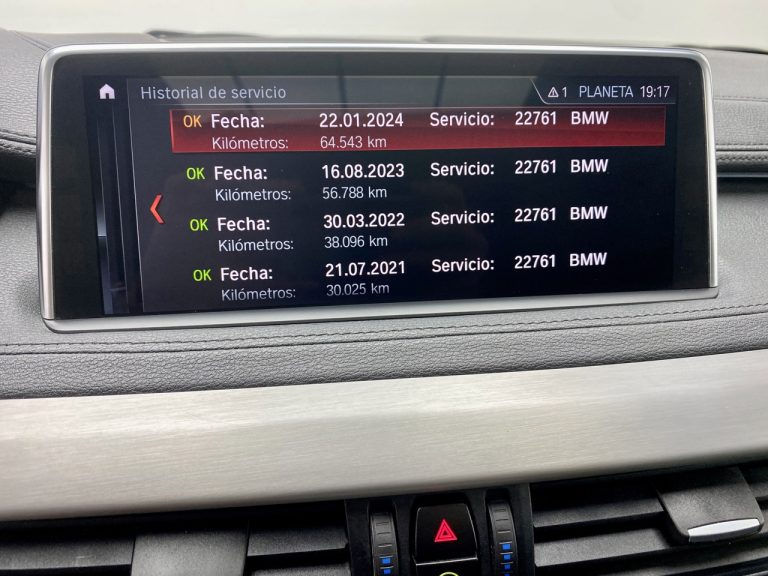 Historial de servicio 1 PLANETA 19:17
OK Fecha: 22.01.2024 Servicio: 22761 BMW
Kilómetros: 64.543 km
OK Fecha: 16.08.2023 Servicio: 22761 BMW
Kilómetros: 56.788 km
OK Fecha: 30.03.2022 Servicio: 22761 BMW
Kilómetros: 38.096 km
OK Fecha: 21.07.2021 Servicio: 22761 BMW
Kilómetros: 30.025 km